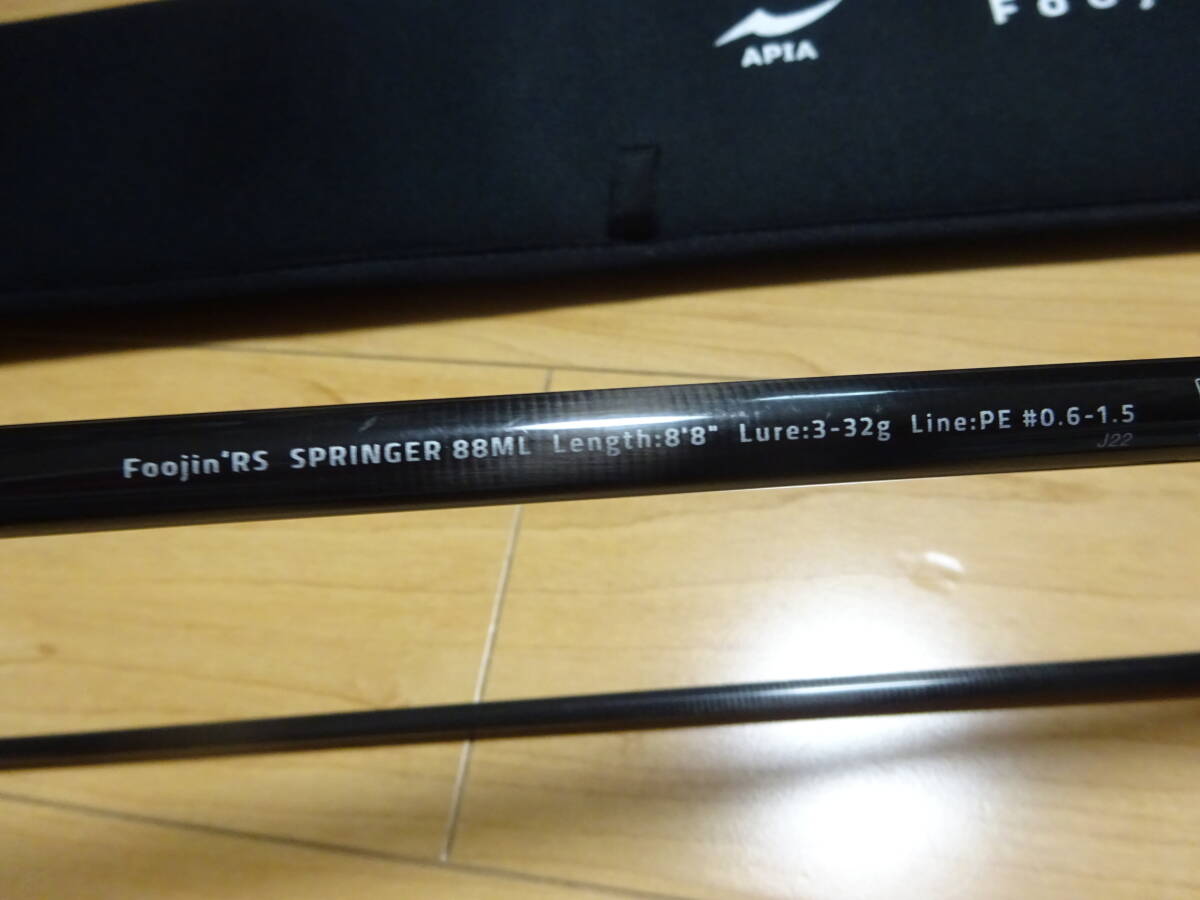 APIA
Foojin'RS SPRINGER 88ML Length:8'8" Lure:3-32g Line:PE #0.6-1.5
J22